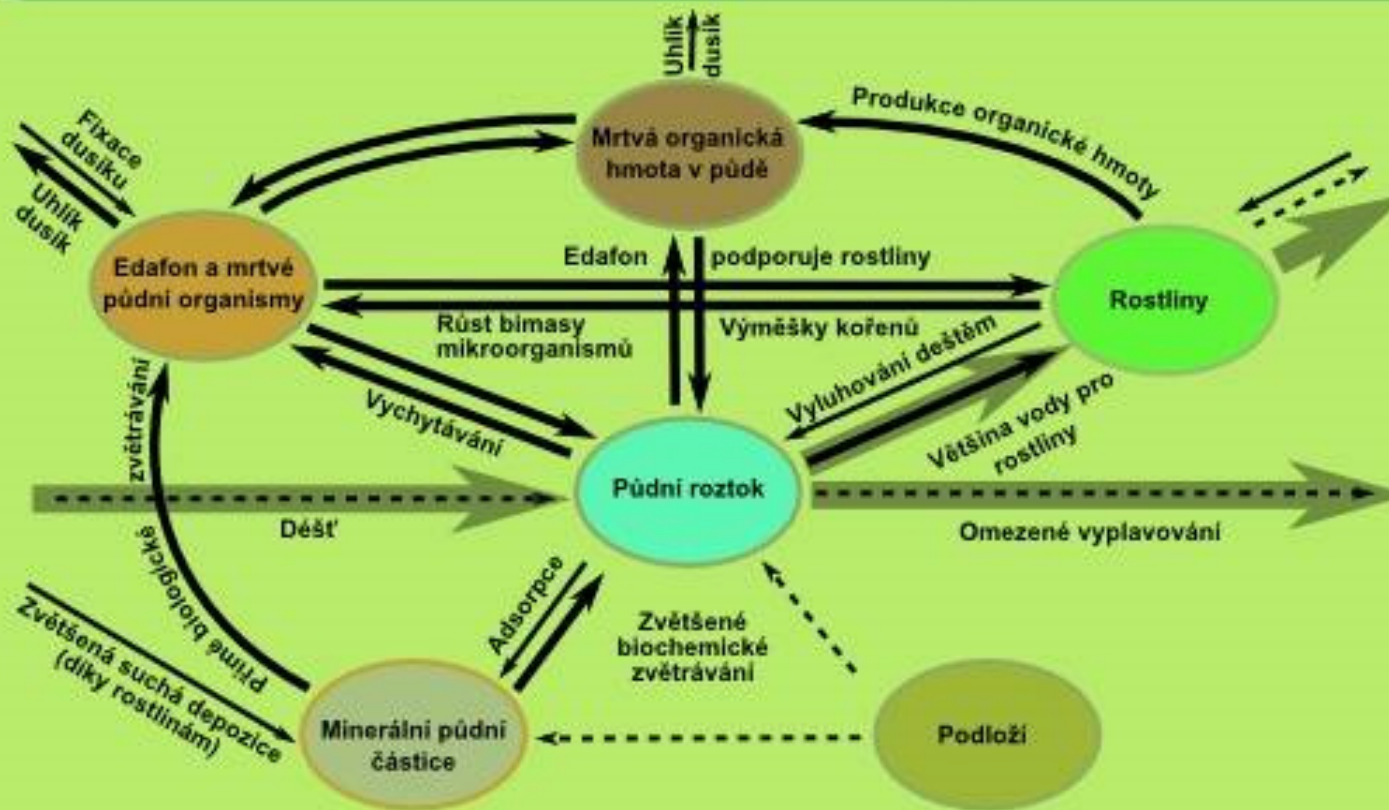 Uhlík
dusík
Mrtvá organická
hmota v půdě
Produkce organické hmoty
Fixace
dusíku
Uhlík
dusík
Edafon a mrtvé
půdní organismy
Edafon
podporuje rostliny
Rostliny
Růst bimasy
mikroorganismů
Výměšky kořenů
Vyluhování deštěm
Většina vody pro
rostliny
Vychytávání
Přímé biologické zvětrávání
Půdní roztok
Déšť
Omezené vyplavování
Adsorpce
Zvětšené
biochemické
zvětrávání
Zvětšená suchá depozice
(díky rostlinám)
Minerální půdní
částice
Podloží